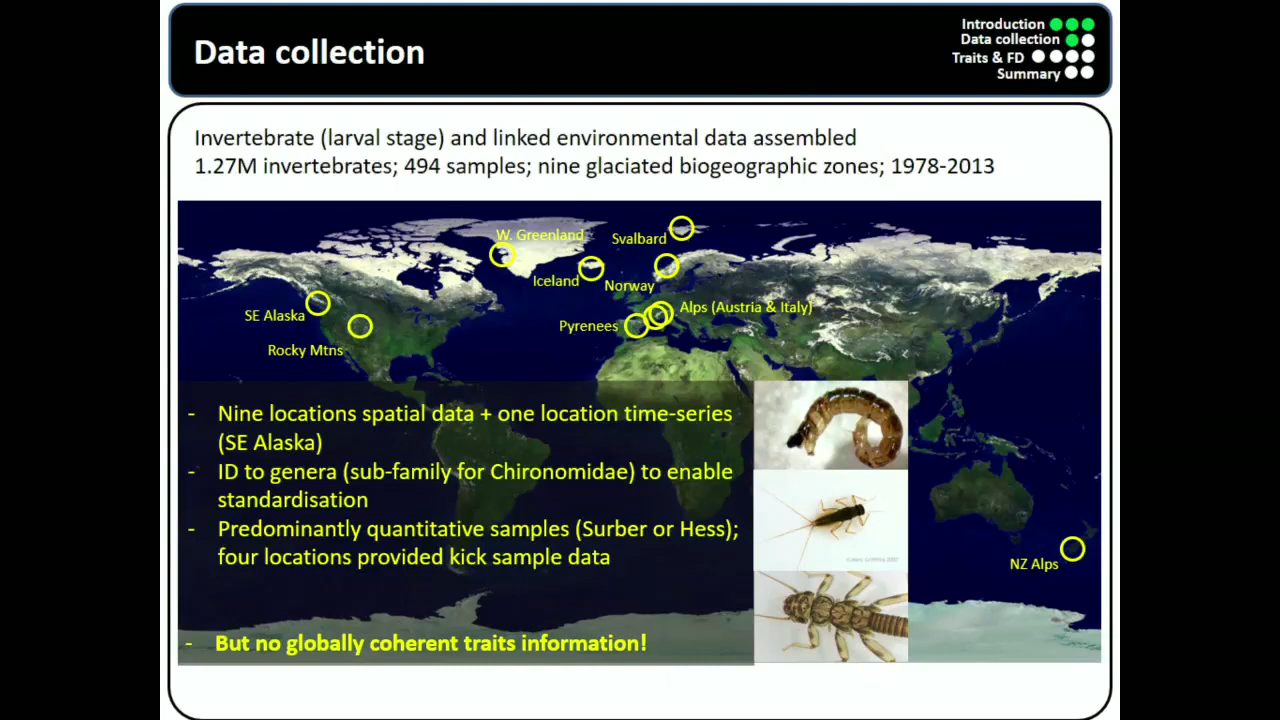 Data collection
Introduction
Data collection
Traits & FD
Summary
Invertebrate (larval stage) and linked environmental data assembled
1.27M invertebrates; 494 samples; nine glaciated biogeographic zones; 1978-2013
W. Greenland
Svalbard
Iceland
Norway
SE Alaska
Alps (Austria & Italy)
Pyrenees
Rocky Mtns
- Nine locations spatial data + one location time-series
(SE Alaska)
- ID to genera (sub-family for Chironomidae) to enable
standardisation
- Predominantly quantitative samples (Surber or Hess);
four locations provided kick sample data
NZ Alps
- But no globally coherent traits information!